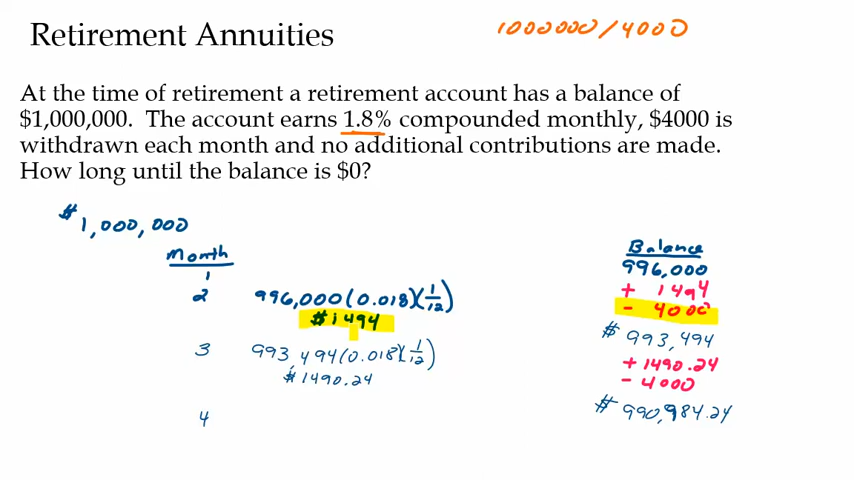 Retirement Annuities
1000000/4000
At the time of retirement a retirement account has a balance of
$1,000,000. The account earns 1.8% compounded monthly, $4000 is
withdrawn each month and no additional contributions are made.
How long until the balance is $0?
$1,000,000
Month
Balance
1
996,000
2 996,000(0.018)(1/12)
+ 1494
$1494
- 4000
$993,494
3 993,494(0.018)(1/12)
+1490.24
$1490.24
- 4000
4
$990,984.24